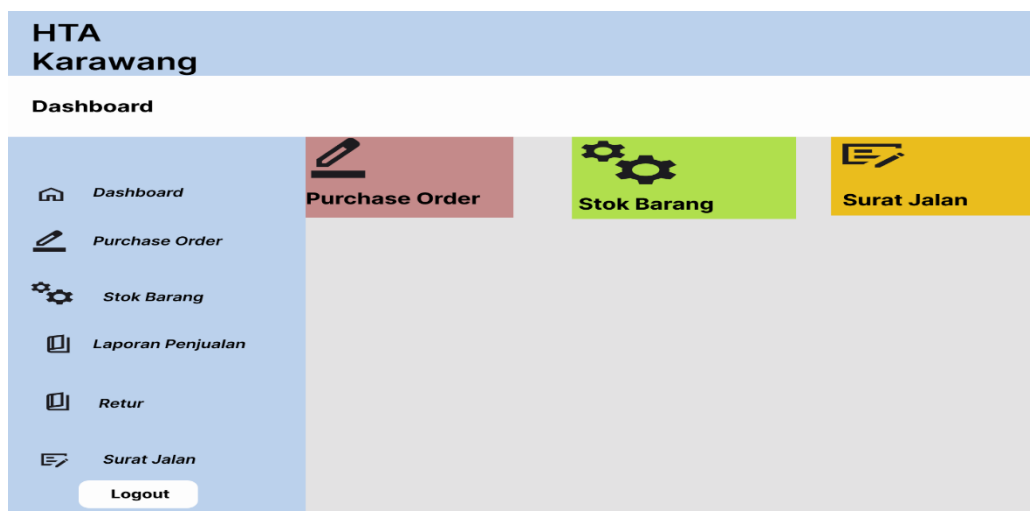 HTA
Karawang
Dashboard
Dashboard
Purchase Order
Stok Barang
Laporan Penjualan
Retur
Surat Jalan
Logout
Purchase Order
Stok Barang
Surat Jalan